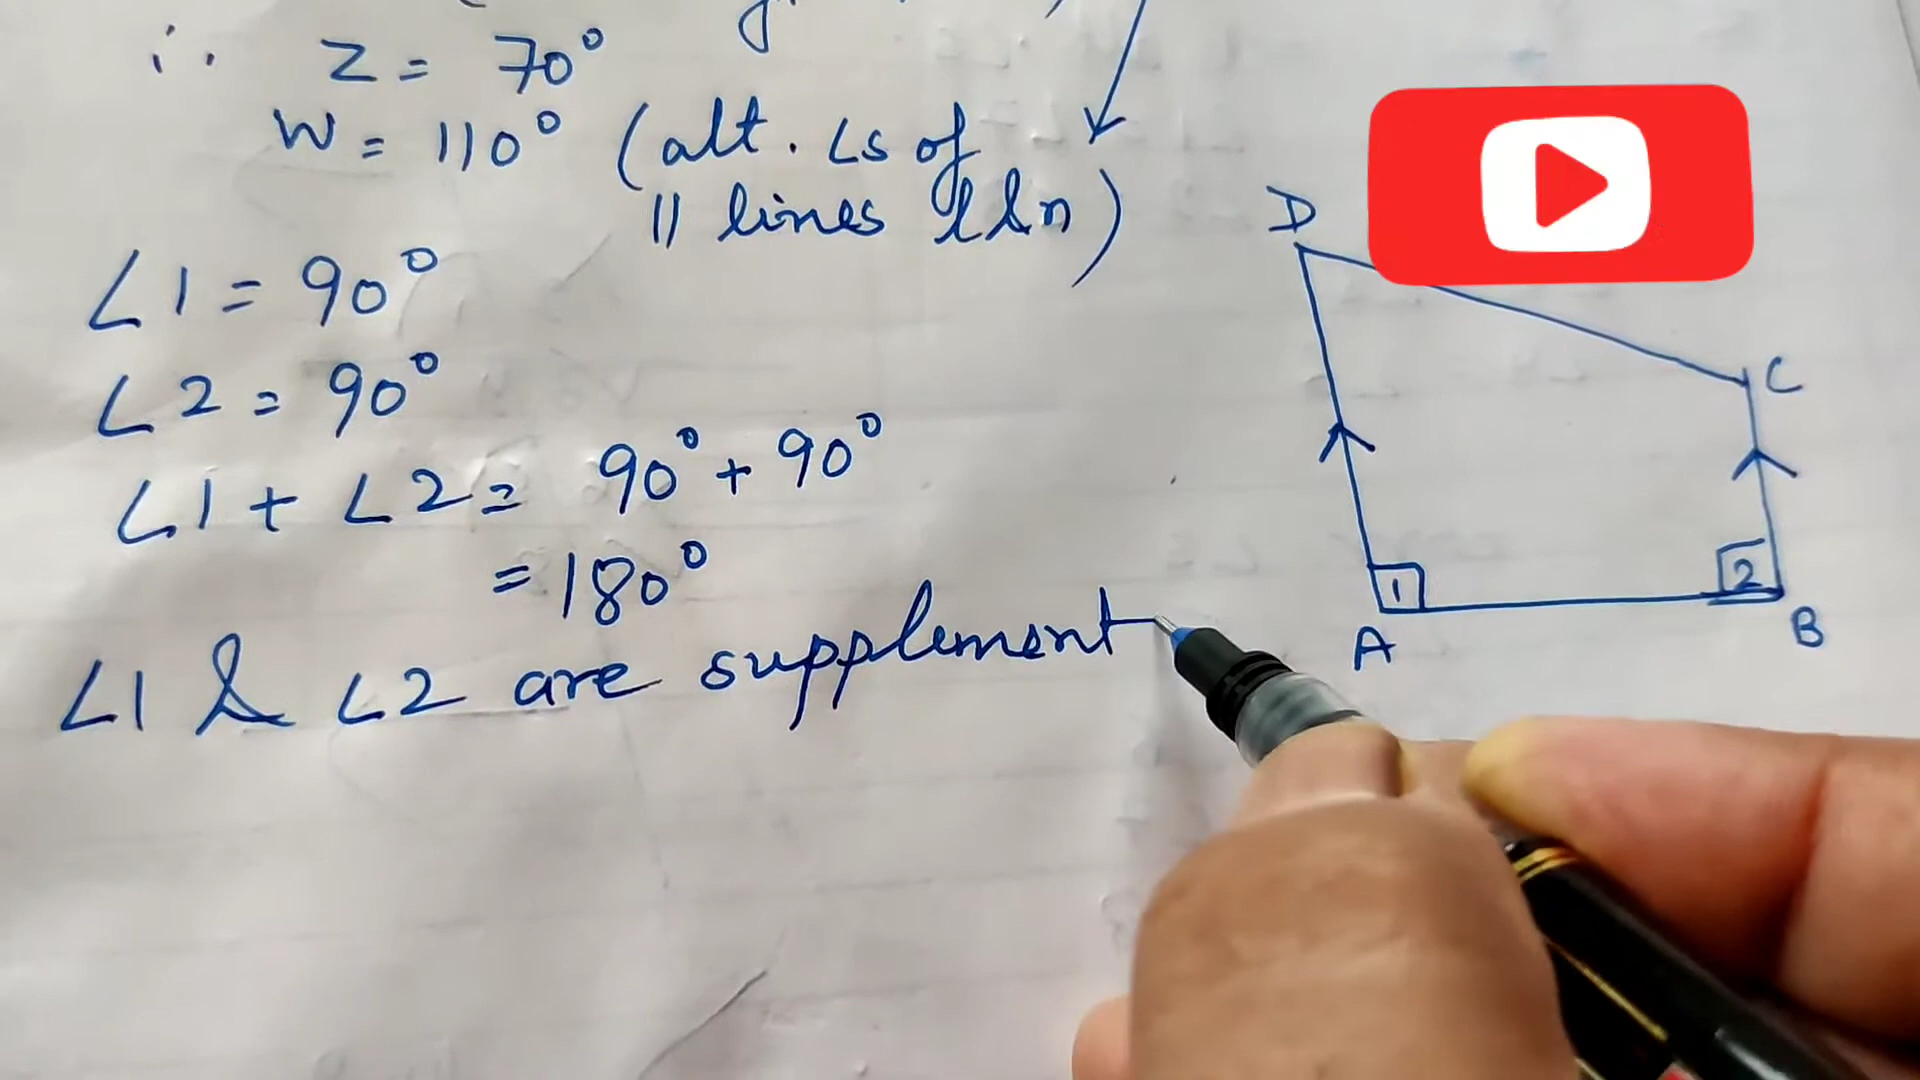 ∴ Z = 70°
W = 110° (alt. ∠s of
|| lines l & n)
∠1 = 90°
∠2 = 90°
∠1 + ∠2 = 90° + 90°
= 180°
∠1 & ∠2 are supplement
D
C
1
2
A
B